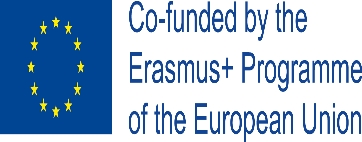 Co-funded by the
Erasmus+ Programme
of the European Union